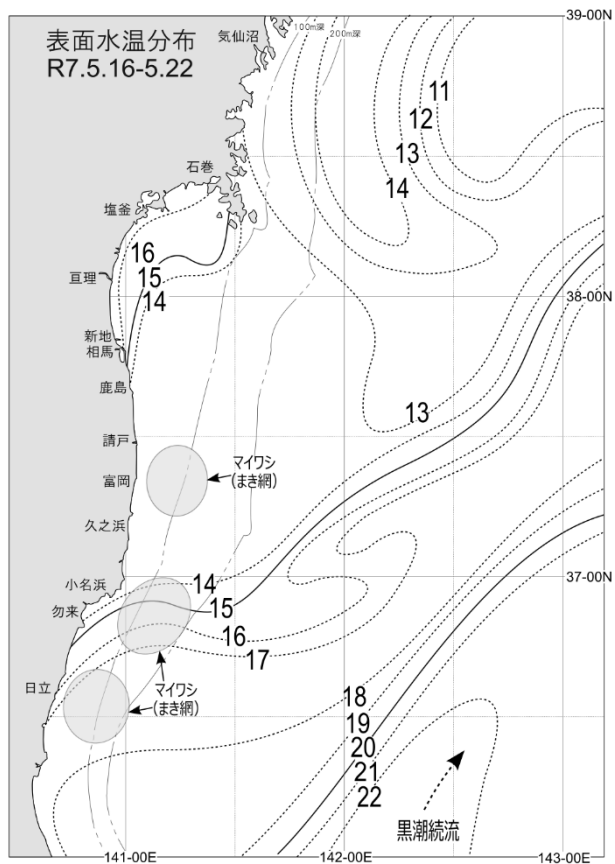 表面水温分布
R7.5.16-5.22
気仙沼
100m深
200m深
39-00N
11
12
13
14
石巻
塩釜
16
15
14
亘理
38-00N
新地
相馬
鹿島
13
請戸
マイワシ
(まき網)
富岡
久之浜
37-00N
小名浜
14
勿来
15
16
17
日立
マイワシ
(まき網)
18
19
20
21
22
黒潮続流
141-00E
142-00E
143-00E